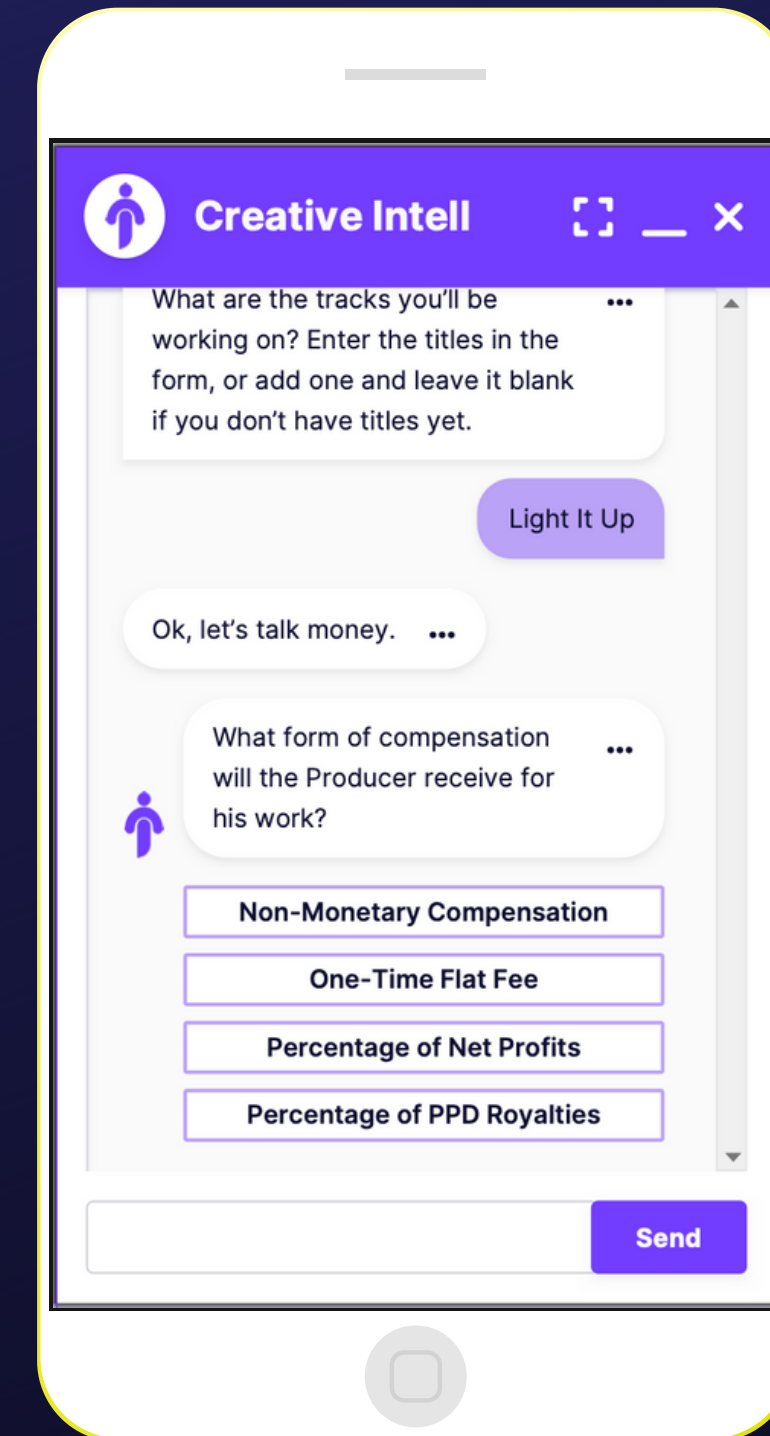 Creative Intell
What are the tracks you'll be
working on? Enter the titles in the
form, or add one and leave it blank
if you don't have titles yet.
Light It Up
Ok, let's talk money.
What form of compensation
will the Producer receive for
his work?
Non-Monetary Compensation
One-Time Flat Fee
Percentage of Net Profits
Percentage of PPD Royalties
Send